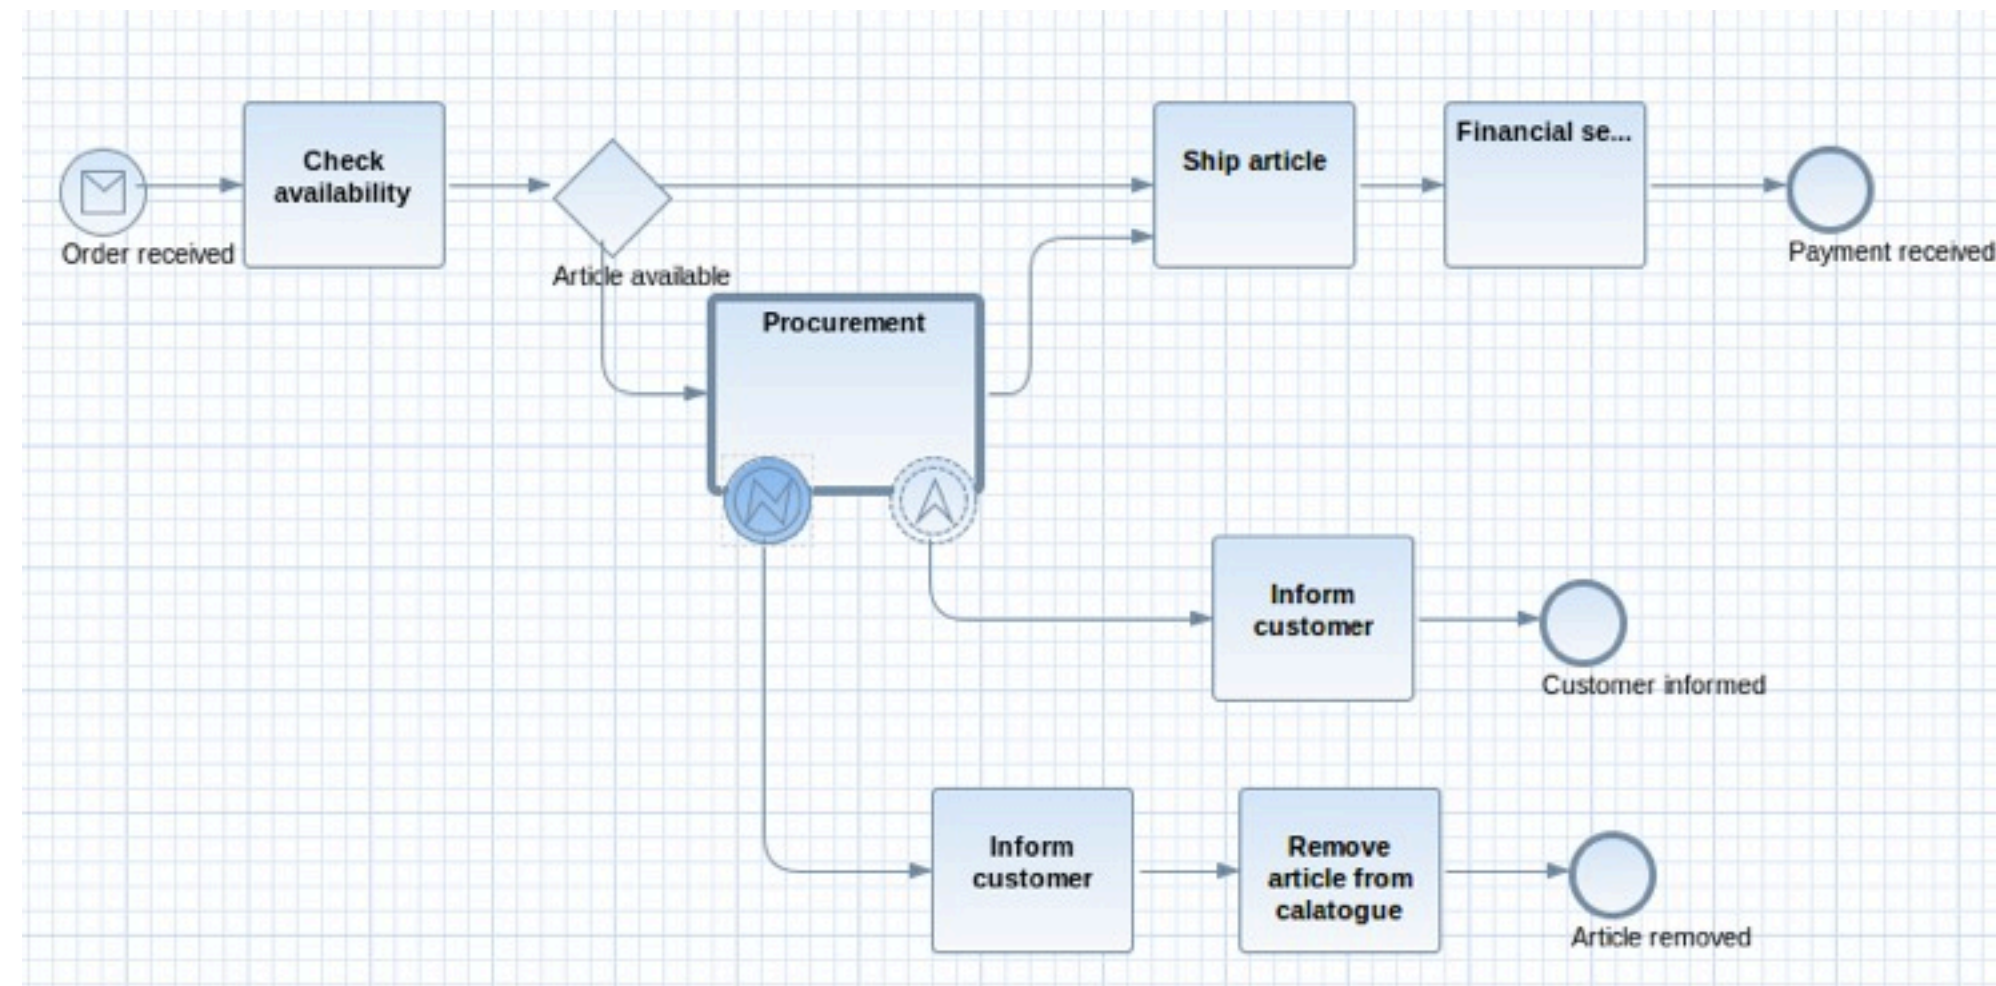 Check
availability
Order received
Article available
Ship article
Financial se...
Payment received
Procurement
Inform
customer
Customer informed
Inform
customer
Remove
article from
calatogue
Article removed